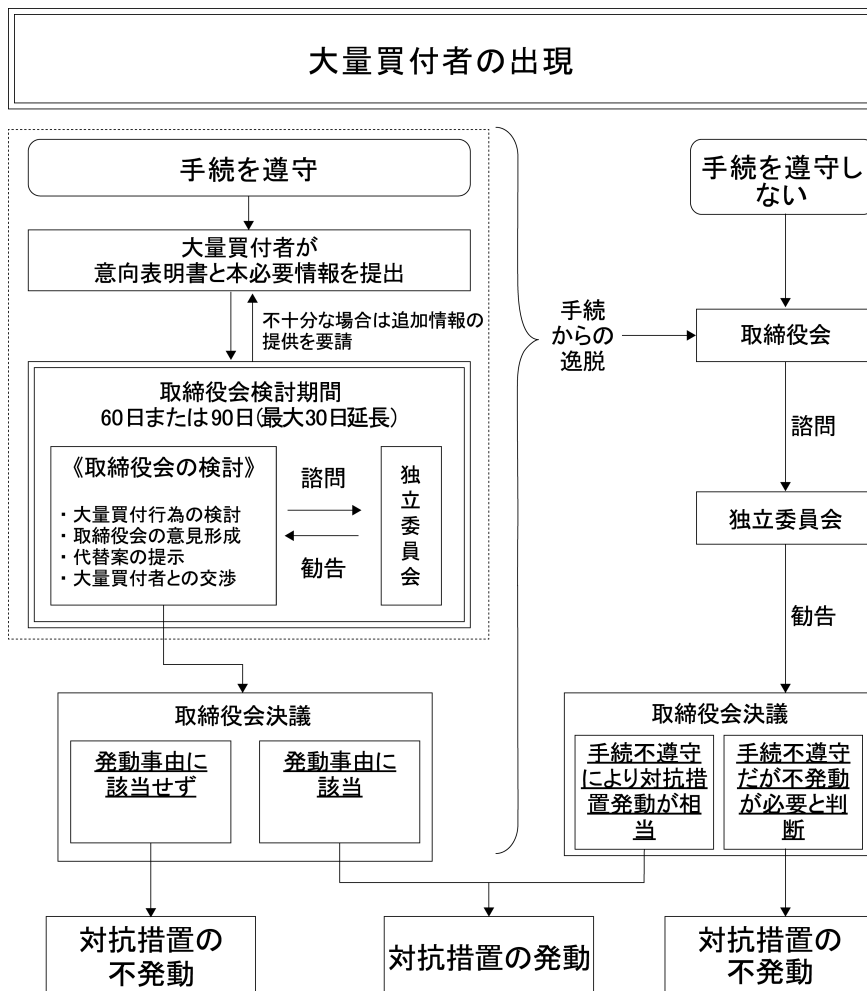 大量買付者の出現
手続を遵守
大量買付者が
意向表明書と本必要情報を提出
不十分な場合は追加情報の
提供を要請
取締役会検討期間
60日または90日(最大30日延長)
《取締役会の検討》
・大量買付行為の検討
・取締役会の意見形成
・代替案の提示
・大量買付者との交渉
諮問
勧告
独立委員会
取締役会決議
発動事由に
該当せず
発動事由に
該当
手続
からの
逸脱
手続を遵守し
ない
取締役会
諮問
独立委員会
勧告
取締役会決議
手続不遵守
により対抗措
置発動が相
当
手続不遵守
だが不発動
が必要と判
断
対抗措置の
不発動
対抗措置の発動
対抗措置の
不発動